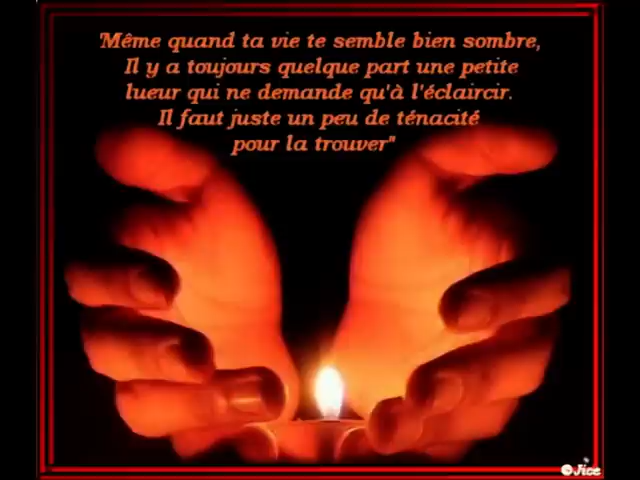 "Même quand ta vie te semble bien sombre,
Il y a toujours quelque part une petite
lueur qui ne demande qu'à l'éclaircir.
Il faut juste un peu de ténacité
pour la trouver"
© Jice